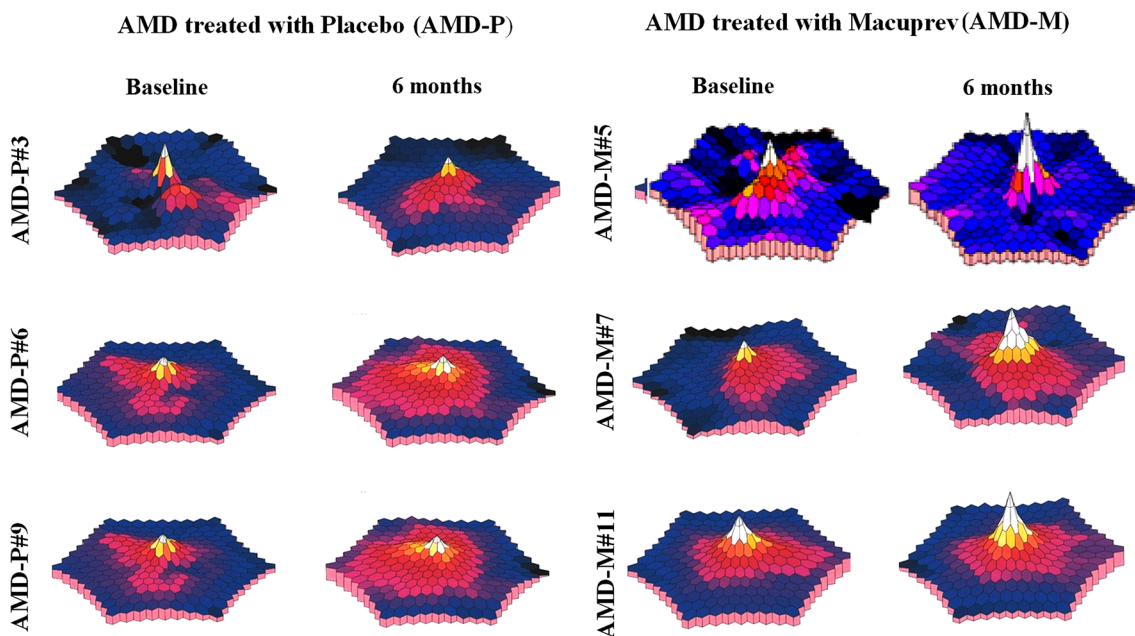 AMD treated with Placebo (AMD-P)
AMD treated with Macuprev (AMD-M)
Baseline
6 months
Baseline
6 months
AMD-P#3
AMD-M#5
AMD-P#6
AMD-M#7
AMD-P#9
AMD-M#11